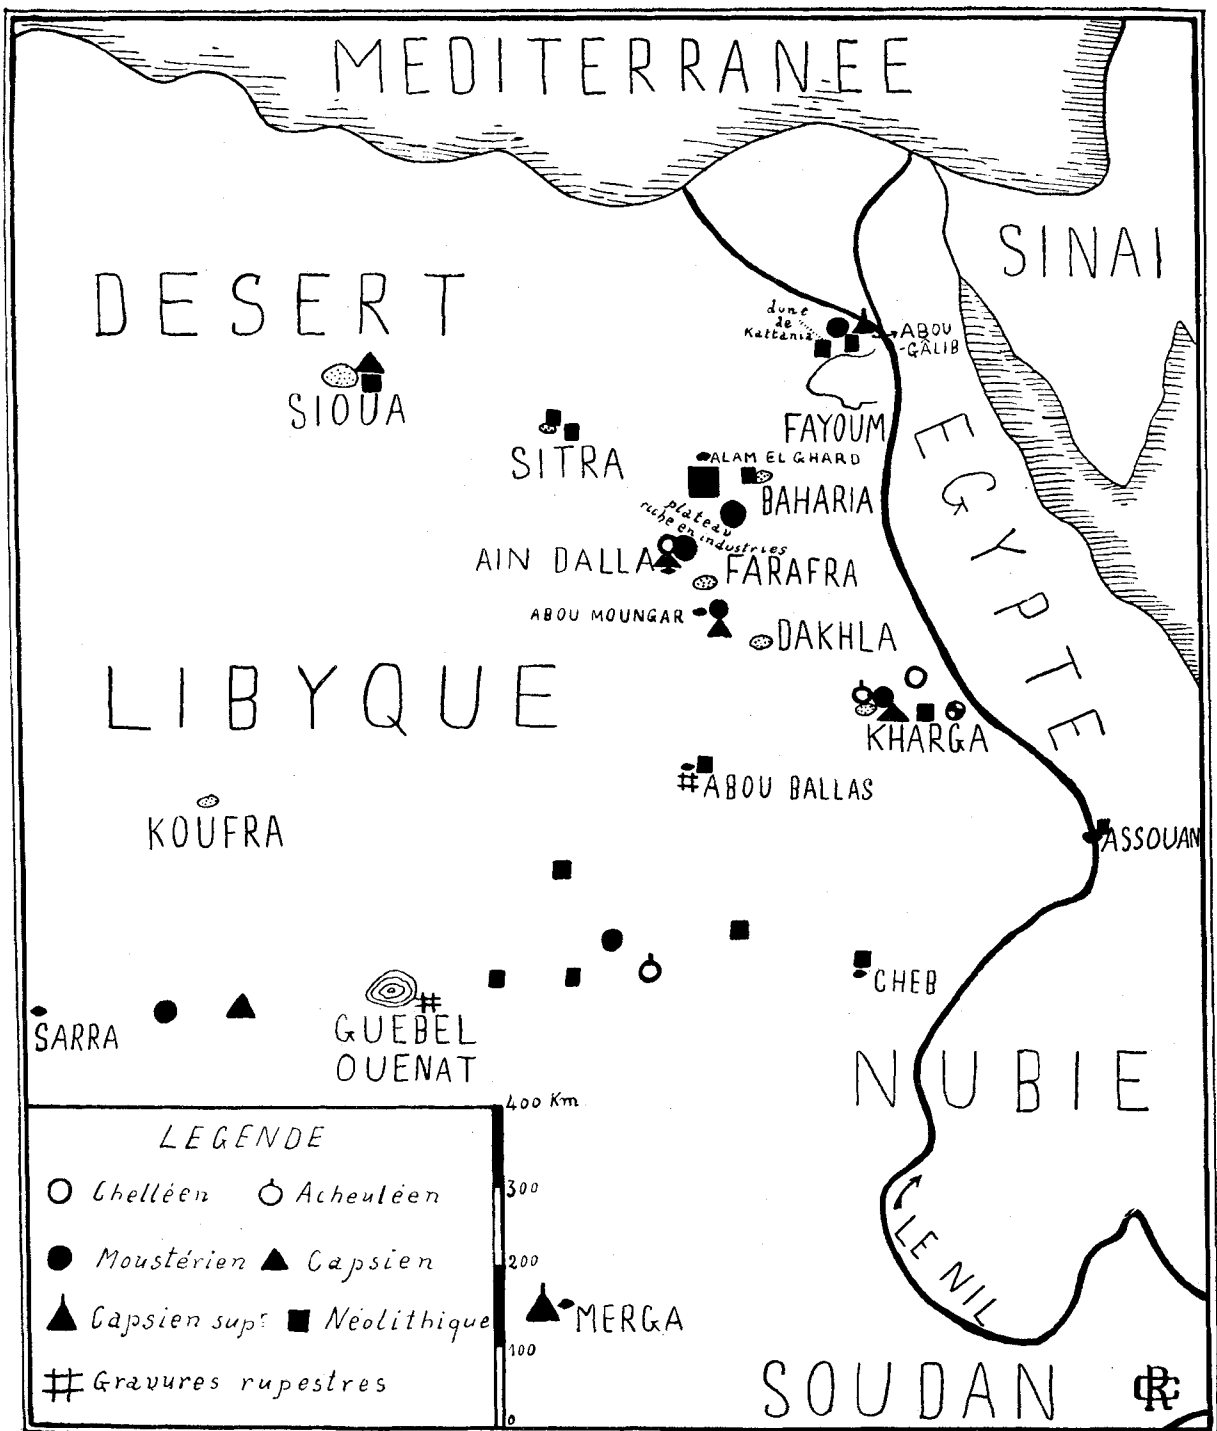 MEDITERRANEE
SINAI
DESERT
dune
de
Kattania
ABOU
-GÂLIB
SIOUA
FAYOUM
SITRA
ALAM EL GHARD
EGYPTE
BAHARIA
plateau
riche en industries
AIN DALLA
FARAFRA
ABOU MOUNGAR
DAKHLA
LIBYQUE
KHARGA
ABOU BALLAS
KOUFRA
ASSOUAN
CHEB
SARRA
GUEBEL
OUENAT
NUBIE
400 Km
LEGENDE
300
Chelléen
Acheuléen
LE NIL
200
Moustérien
Capsien
Capsien supr
Néolithique
MERGA
100
Gravures rupestres
SOUDAN
0